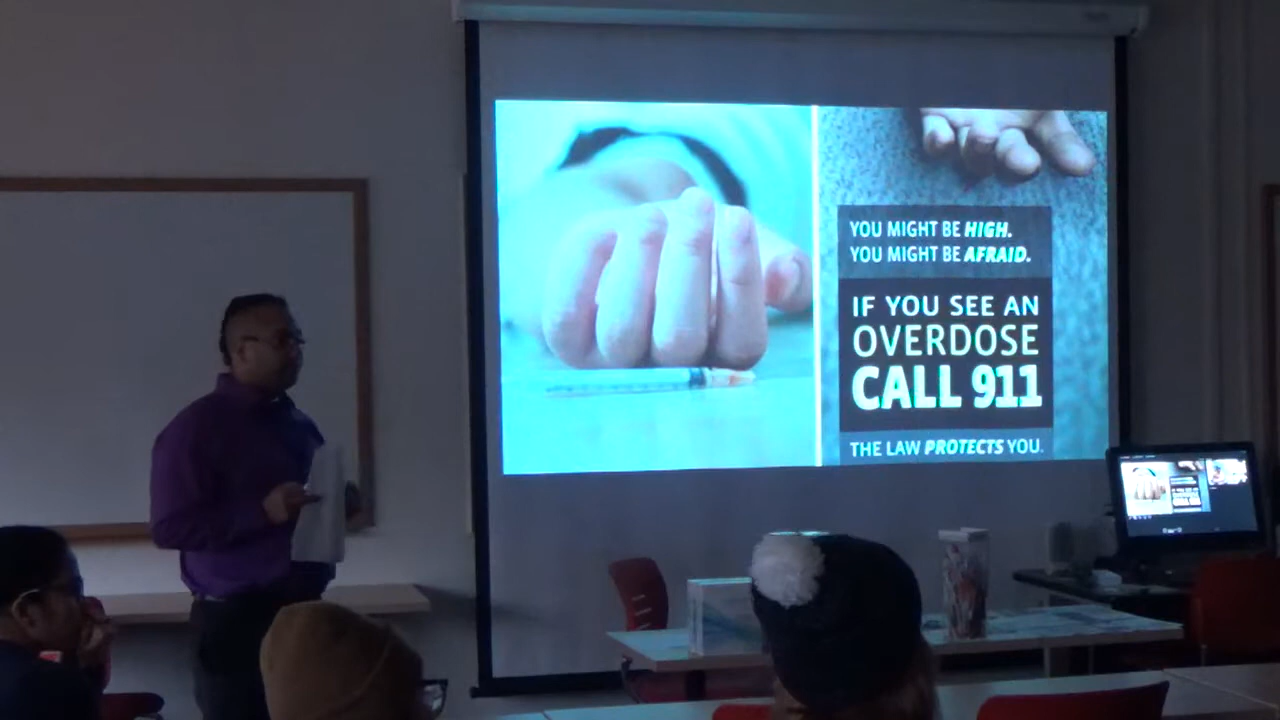 YOU MIGHT BE HIGH.
YOU MIGHT BE AFRAID.
IF YOU SEE AN
OVERDOSE
CALL 911
THE LAW PROTECTS YOU.